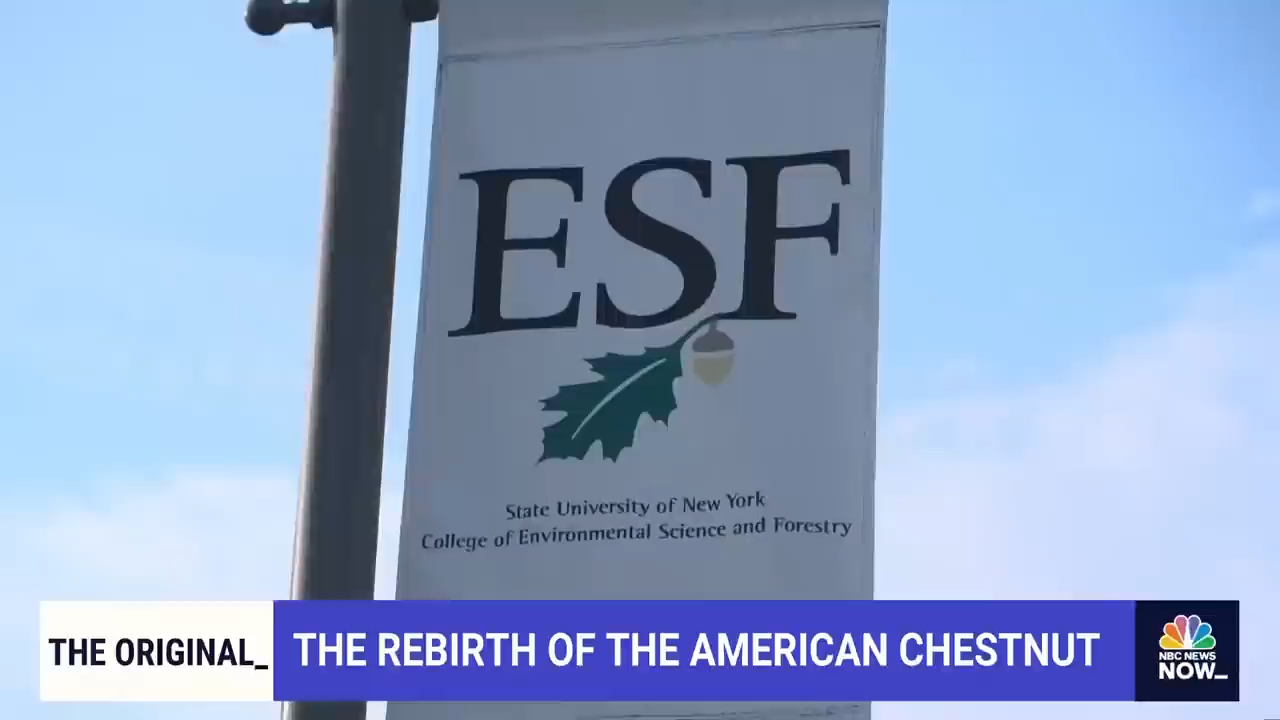 ESF
State University of New York
College of Environmental Science and Forestry
THE ORIGINAL_
THE REBIRTH OF THE AMERICAN CHESTNUT
NBC NEWS
NOW_